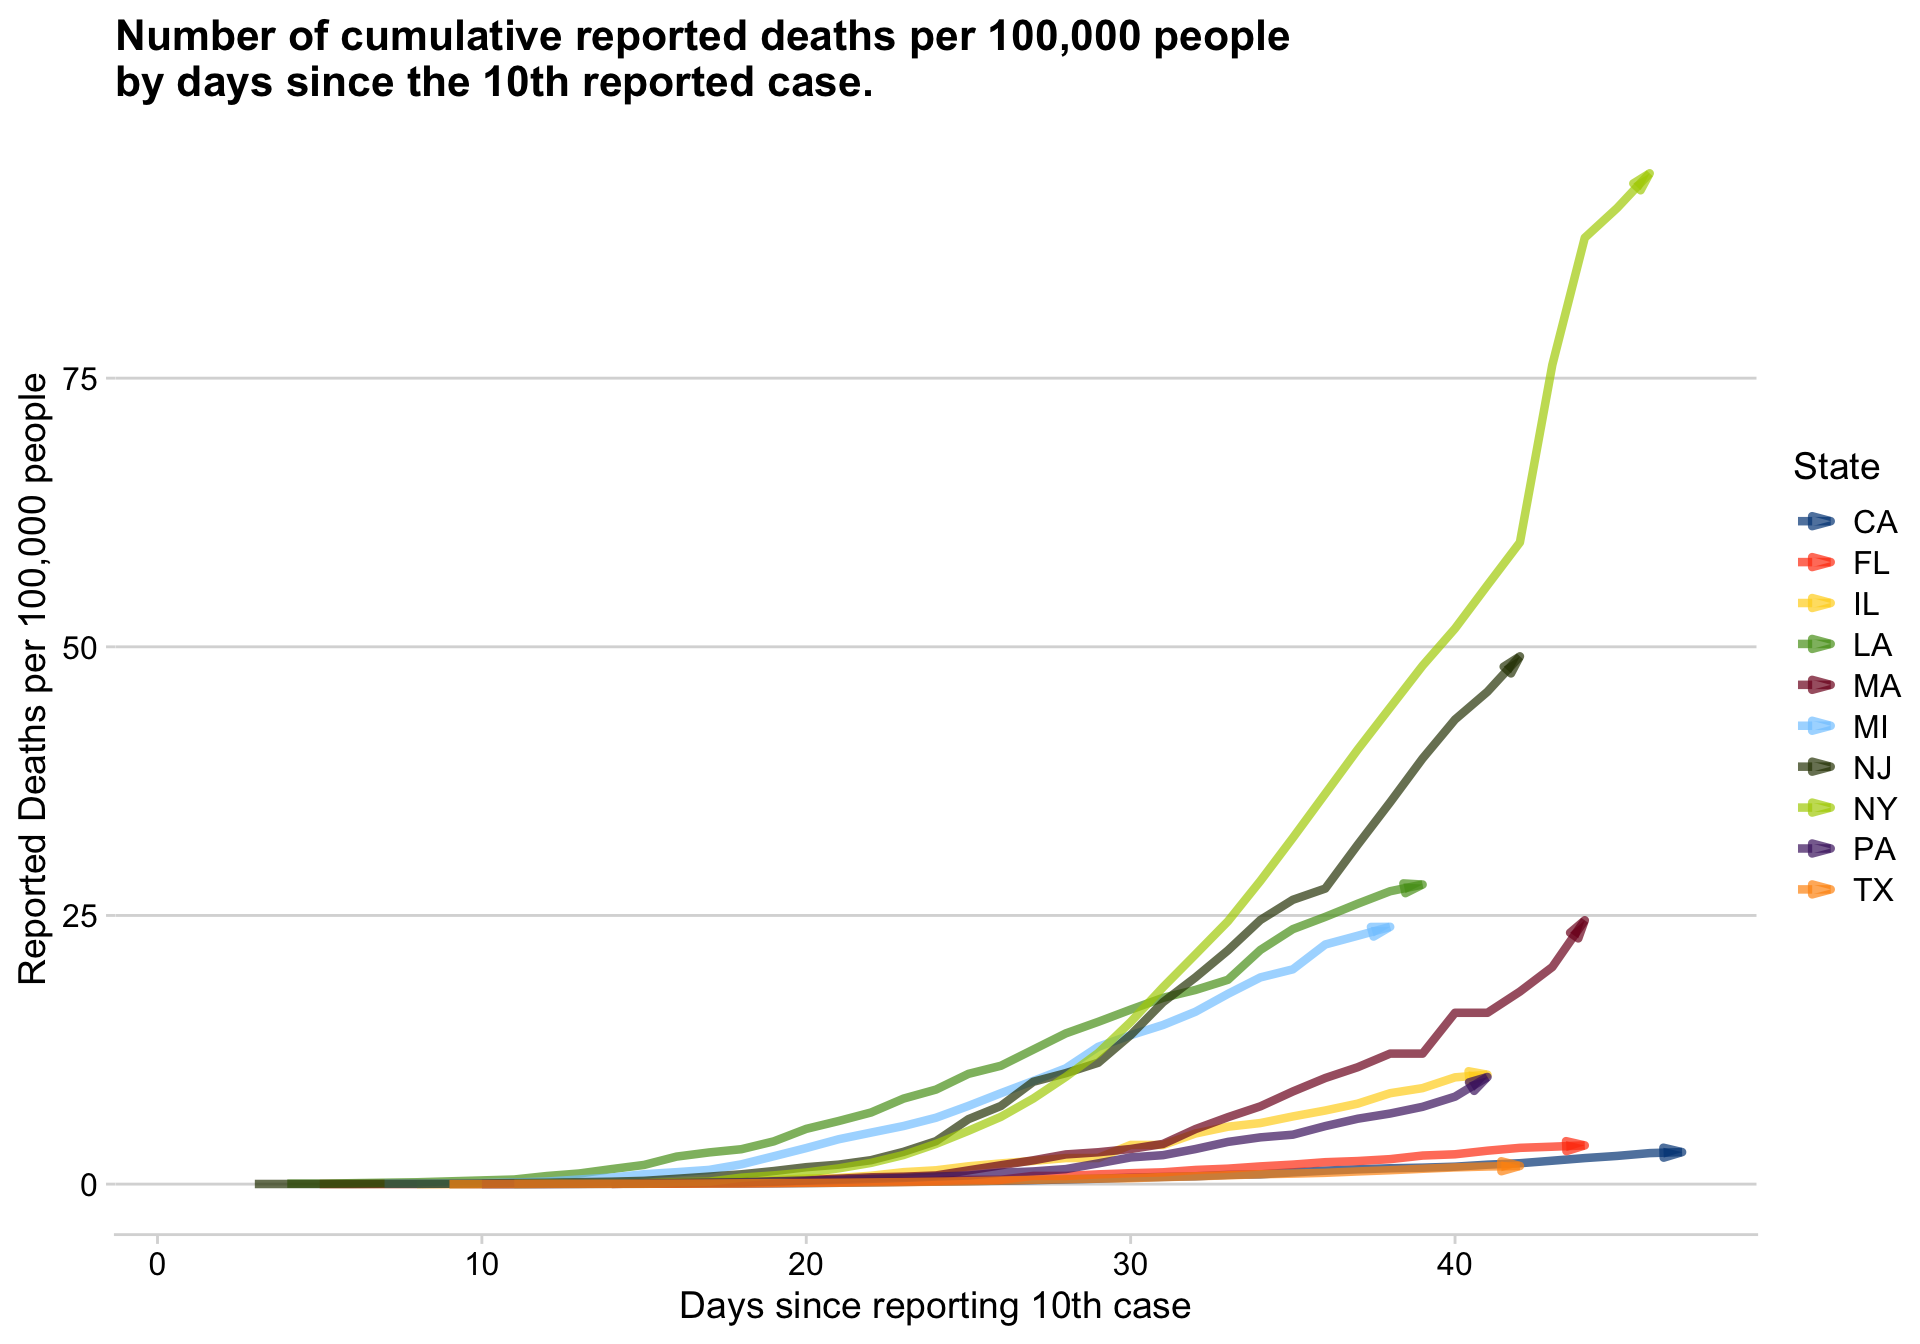 Number of cumulative reported deaths per 100,000 people
by days since the 10th reported case.
Reported Deaths per 100,000 people
75
50
25
0
0 10 20 30 40
Days since reporting 10th case
State
CA
FL
IL
LA
MA
MI
NJ
NY
PA
TX